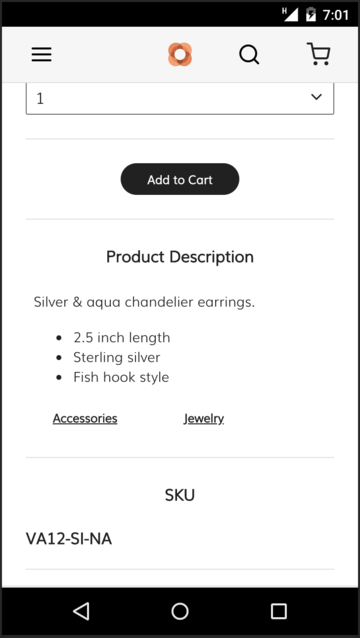 H 7:01
1
Add to Cart
Product Description
Silver & aqua chandelier earrings.
• 2.5 inch length
• Sterling silver
• Fish hook style
Accessories Jewelry
SKU
VA12-SI-NA